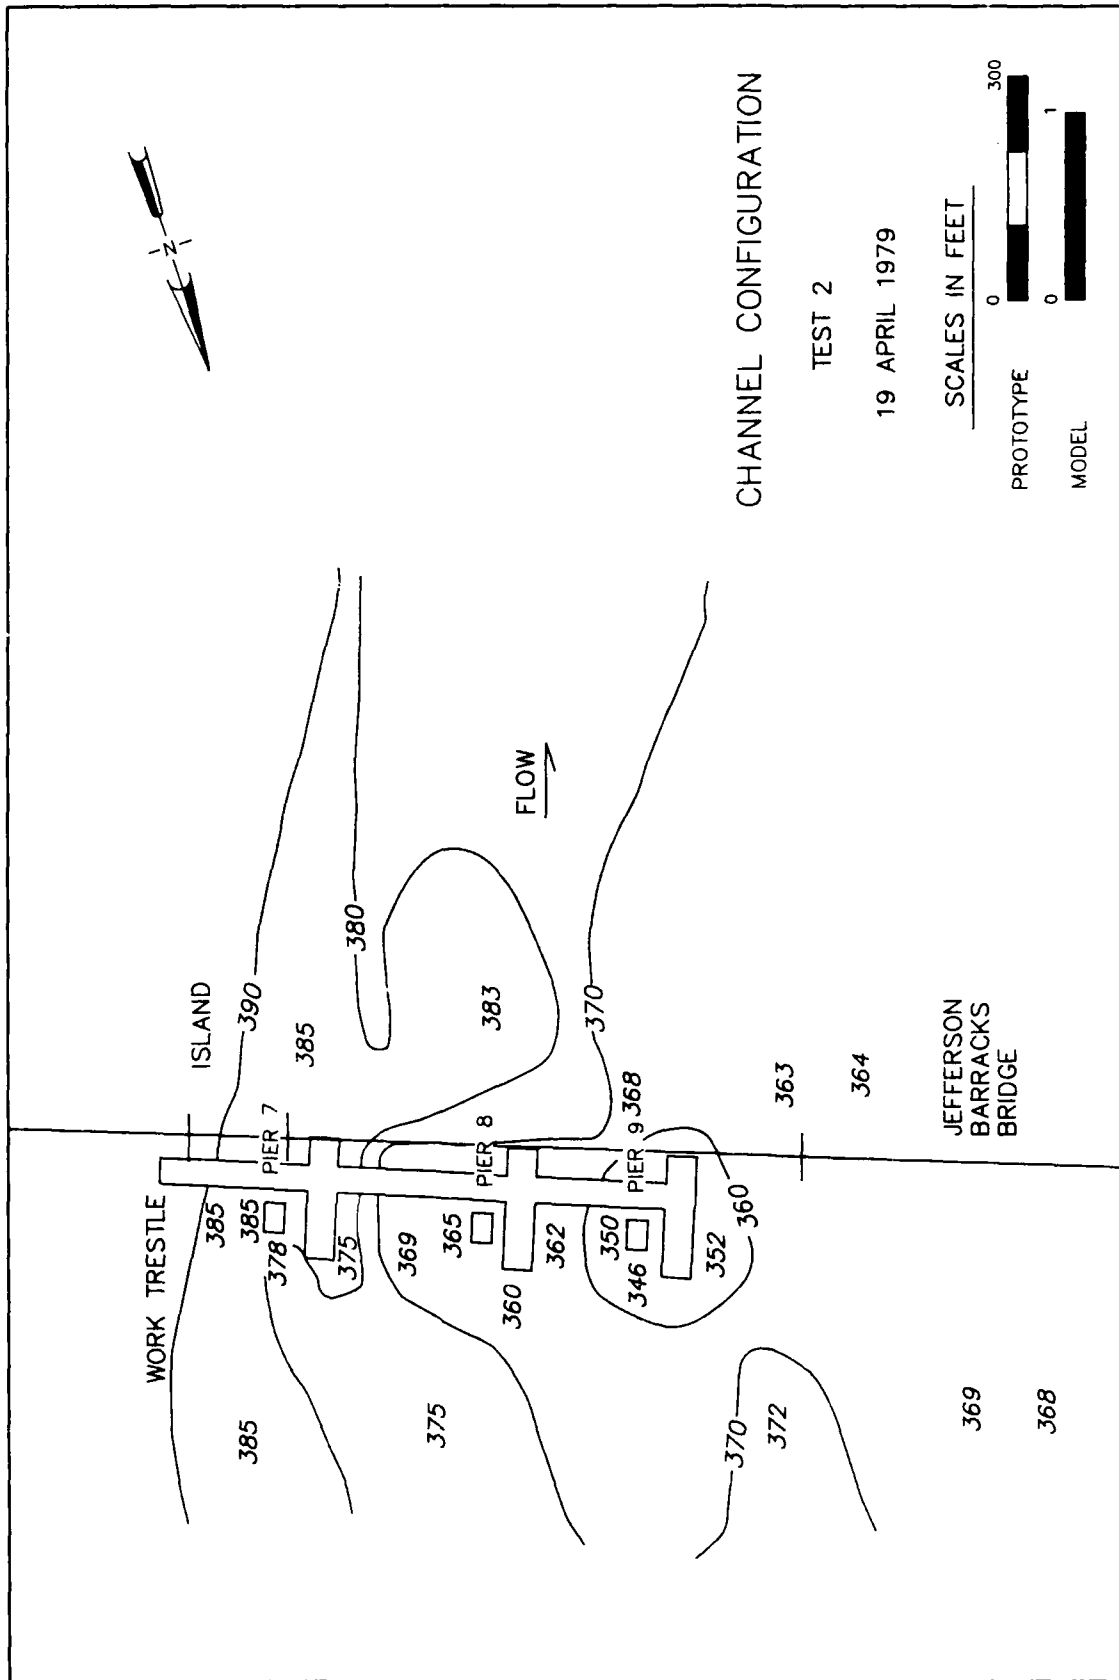 N
CHANNEL CONFIGURATION
TEST 2
19 APRIL 1979
SCALES IN FEET
PROTOTYPE
0
300
MODEL
0
1
WORK TRESTLE
ISLAND
390
385
385
385
PIER 7
385
378
375
380
383
FLOW
369
365
PIER 8
375
360
362
370
350
346
PIER 9
368
352
360
363
364
370
372
369
368
JEFFERSON
BARRACKS
BRIDGE